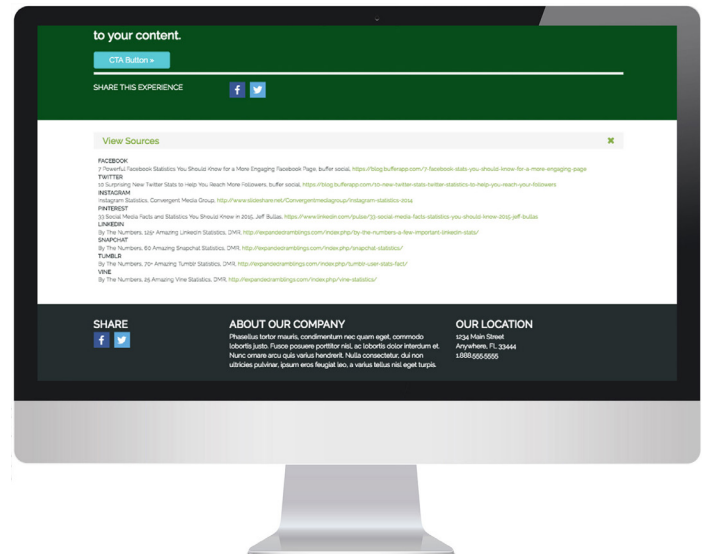 to your content.
CTA Button »
SHARE THIS EXPERIENCE
View Sources
FACEBOOK
7 Powerful Facebook Statistics You Should Know for a More Engaging Facebook Page, buffer social, https://blog.bufferapp.com/7-facebook-stats-you-should-know-for-a-more-engaging-page
TWITTER
10 Surprising New Twitter Stats to Help You Reach More Followers, buffer social, https://blog.bufferapp.com/10-new-twitter-stats-twitter-statistics-to-help-you-reach-your-followers
INSTAGRAM
Instagram Statistics, Convergent Media Group, http://www.slideshare.net/Convergentmediagroup/instagram-statistics-2014
PINTEREST
33 Social Media Facts and Statistics You Should Know in 2015, Jeff Bullas, https://www.linkedin.com/pulse/33-social-media-facts-statistics-you-should-know-2015-jeff-bullas
LINKEDIN
By The Numbers, 125+ Amazing LinkedIn Statistics, DMR, http://expandedramblings.com/index.php/by-the-numbers-a-few-important-linkedin-stats/
SNAPCHAT
By The Numbers, 60 Amazing Snapchat Statistics, DMR, http://expandedramblings.com/index.php/snapchat-statistics/
TUMBLR
By The Numbers, 70+ Amazing Tumblr Statistics, DMR, http://expandedramblings.com/index.php/tumblr-user-stats-fact/
VINE
By The Numbers, 25 Amazing Vine Statistics, DMR, http://expandedramblings.com/index.php/vine-statistics/
SHARE
ABOUT OUR COMPANY
Phasellus tortor mauris, condimentum nec quam eget, commodo
lobortis justo. Fusce posuere porttitor nisl, ac lobortis dolor interdum et.
Nunc ornare arcu quis varius hendrerit. Nulla consectetur, dui non
ultricies pulvinar, ipsum eros feugiat leo, a varius tellus nisl eget turpis.
OUR LOCATION
1234 Main Street
Anywhere, FL, 33444
1.888.555.5555